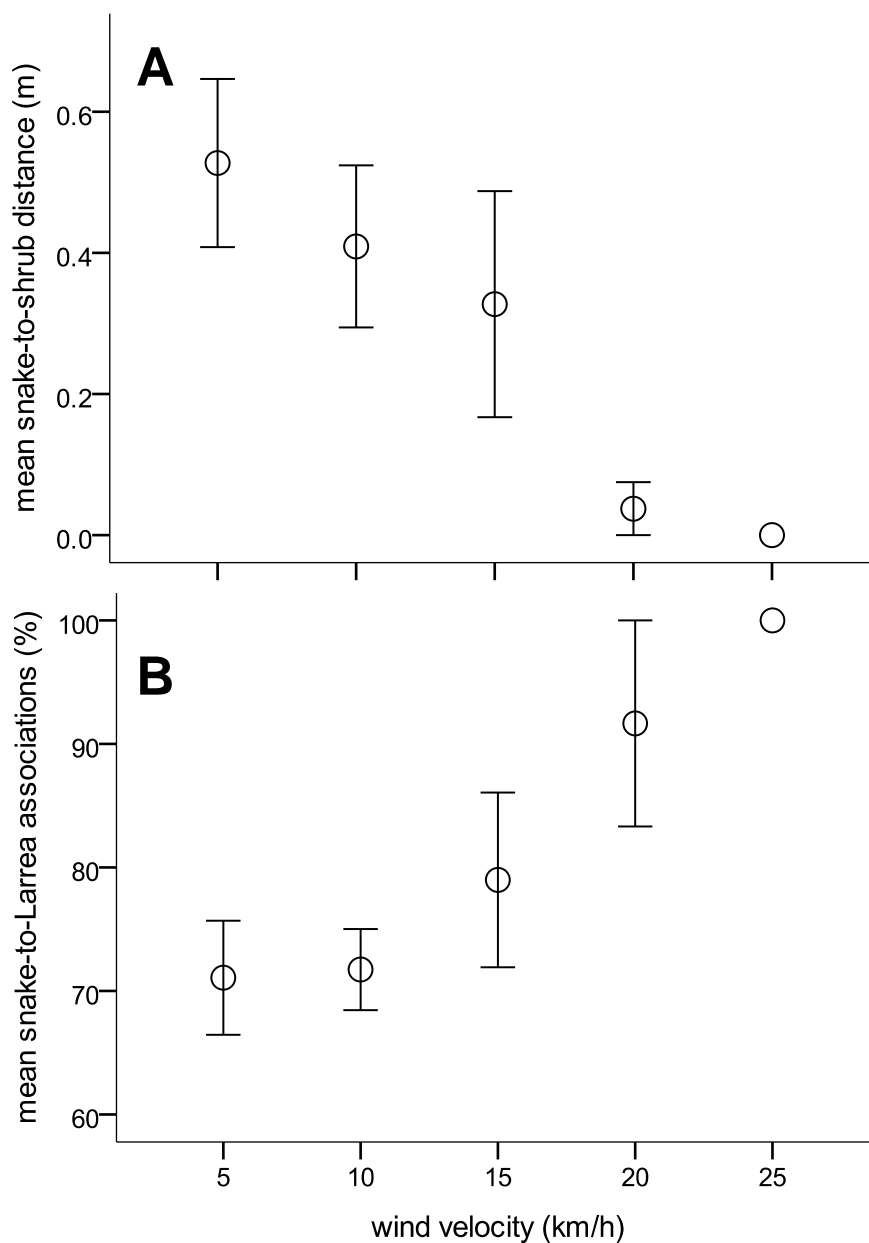 A
mean snake-to-shrub distance (m)
0.6
0.4
0.2
0.0
B
mean snake-to-Larrea associations (%)
100
90
80
70
60
5 10 15 20 25
wind velocity (km/h)